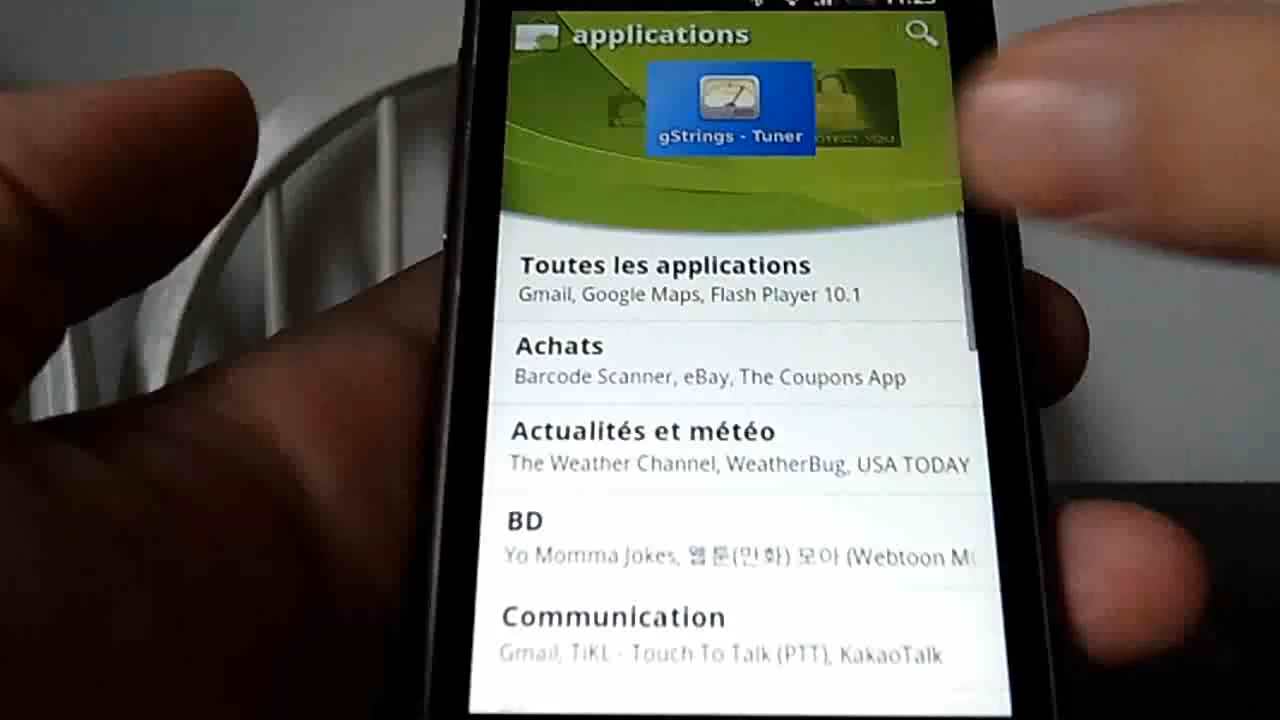 applications
gStrings - Tuner
Toutes les applications
Gmail, Google Maps, Flash Player 10.1
Achats
Barcode Scanner, eBay, The Coupons App
Actualités et météo
The Weather Channel, WeatherBug, USA TODAY
BD
Yo Momma Jokes, 웹툰(만화) 모아 (Webtoon M
Communication
Gmail, TiKL - Touch To Talk (PTT), KakaoTalk